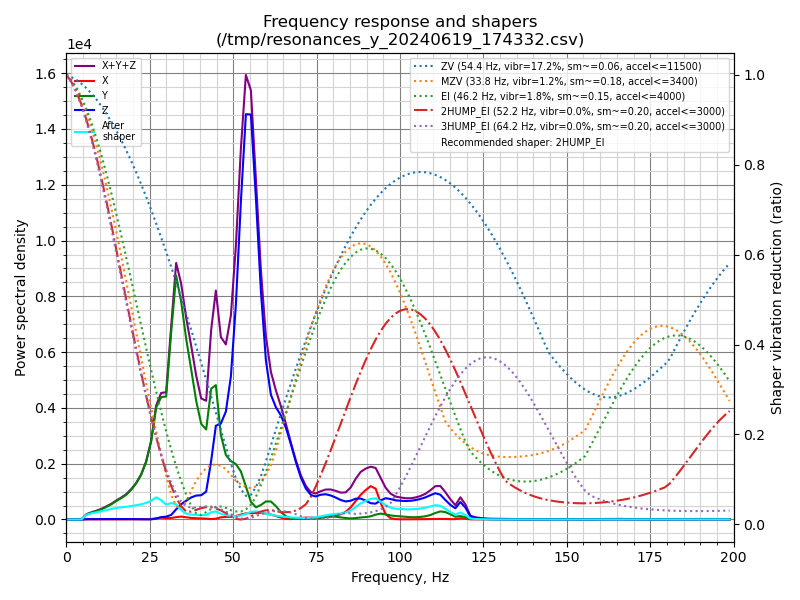 Frequency response and shapers
(/tmp/resonances_y_20240619_174332.csv)
1e4
X+Y+Z
X
Y
Z
After
shaper
ZV (54.4 Hz, vibr=17.2%, sm~=0.06, accel<=11500)
MZV (33.8 Hz, vibr=1.2%, sm~=0.18, accel<=3400)
EI (46.2 Hz, vibr=1.8%, sm~=0.15, accel<=4000)
2HUMP_EI (52.2 Hz, vibr=0.0%, sm~=0.20, accel<=3000)
3HUMP_EI (64.2 Hz, vibr=0.0%, sm~=0.20, accel<=3000)
Recommended shaper: 2HUMP_EI
Power spectral density
1.6
1.4
1.2
1.0
0.8
0.6
0.4
0.2
0.0
1.0
0.8
0.6
0.4
0.2
0.0
Shaper vibration reduction (ratio)
0 25 50 75 100 125 150 175 200
Frequency, Hz